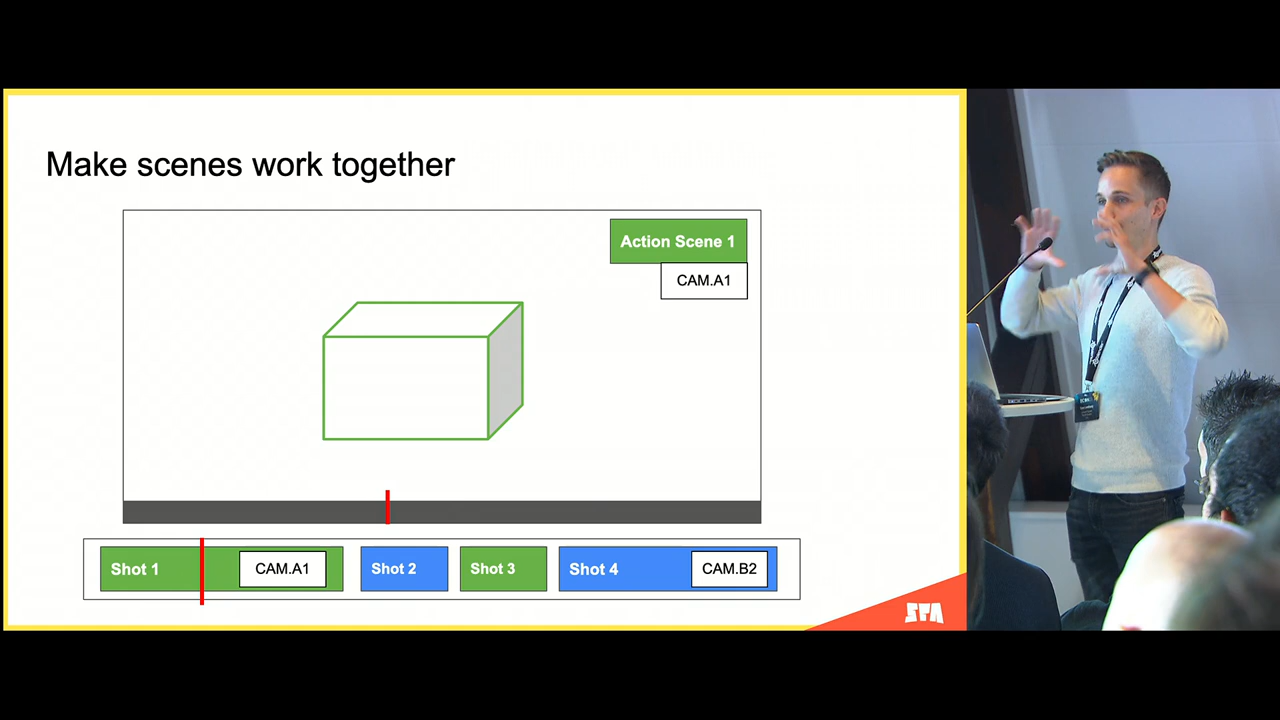 Make scenes work together
Action Scene 1
CAM.A1
Shot 1
CAM.A1
Shot 2
Shot 3
Shot 4
CAM.B2
SFA